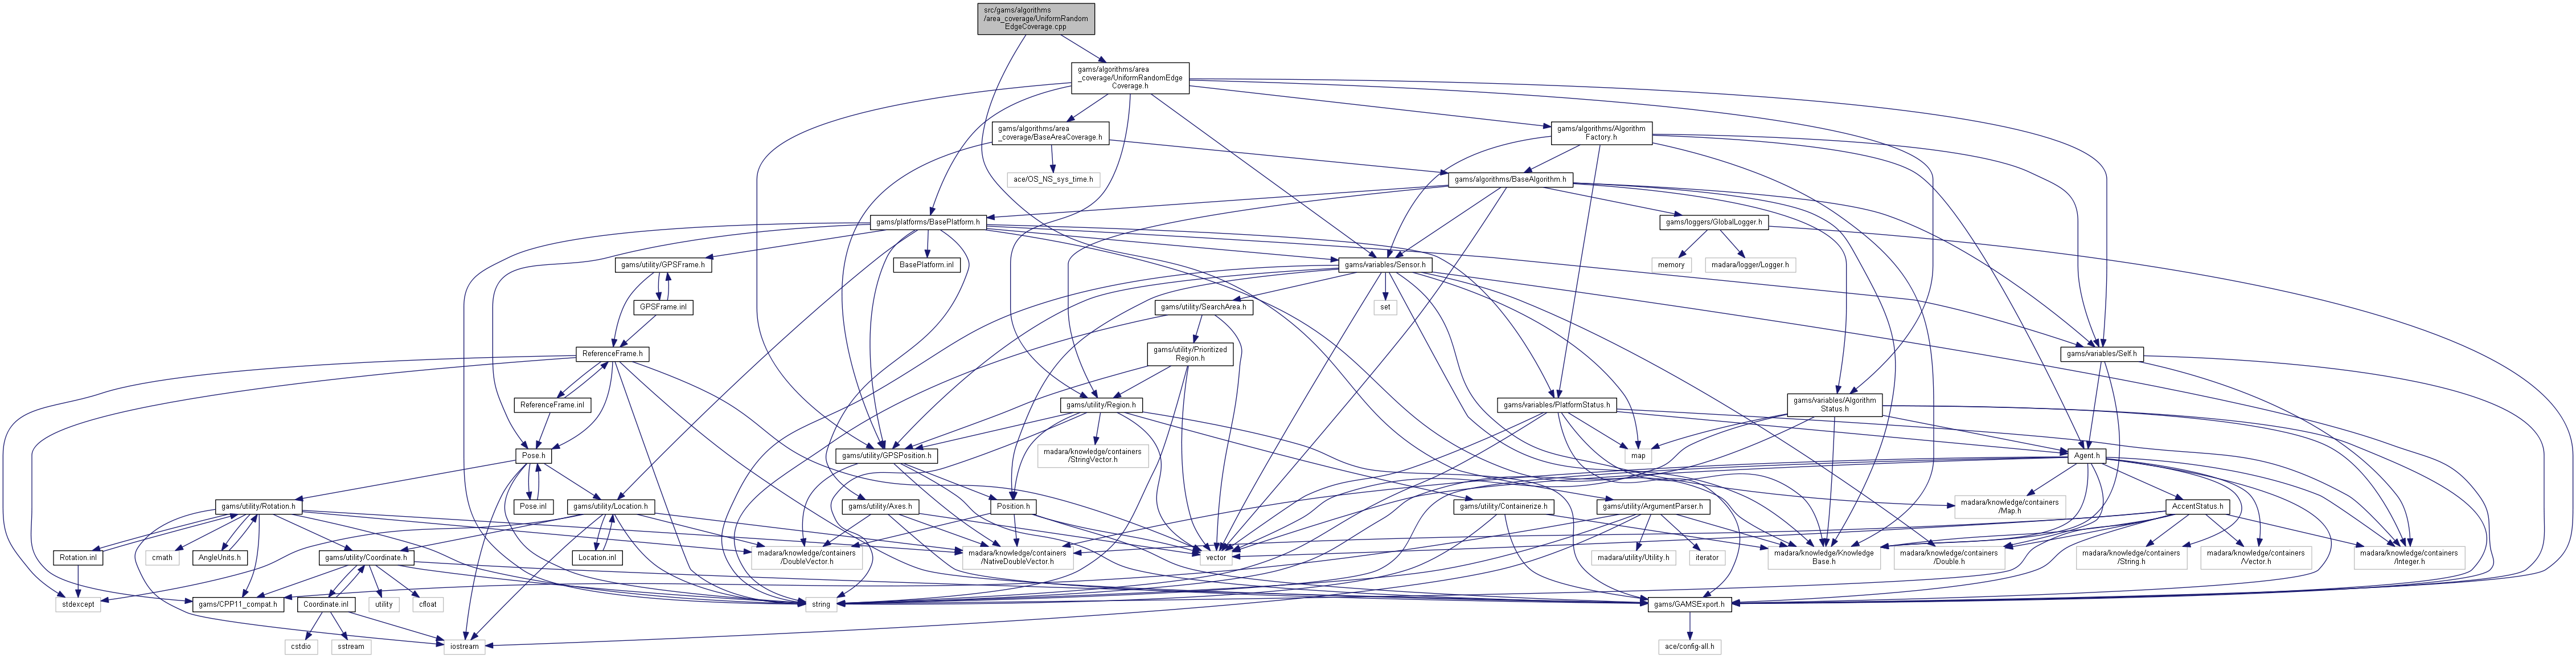 src/gams/algorithms
/area_coverage/UniformRandom
EdgeCoverage.cpp
gams/algorithms/area
_coverage/UniformRandomEdge
Coverage.h
gams/algorithms/area
_coverage/BaseAreaCoverage.h
gams/algorithms/Algorithm
Factory.h
ace/OS_NS_sys_time.h
gams/algorithms/BaseAlgorithm.h
gams/platforms/BasePlatform.h
gams/loggers/GlobalLogger.h
gams/utility/GPSFrame.h
BasePlatform.inl
gams/variables/Sensor.h
memory
madara/logger/Logger.h
GPSFrame.inl
gams/utility/SearchArea.h
set
ReferenceFrame.h
gams/utility/Prioritized
Region.h
gams/variables/Self.h
ReferenceFrame.inl
gams/utility/Region.h
gams/variables/PlatformStatus.h
gams/variables/Algorithm
Status.h
Pose.h
gams/utility/GPSPosition.h
madara/knowledge/containers
/StringVector.h
map
Agent.h
gams/utility/Rotation.h
Pose.inl
gams/utility/Location.h
gams/utility/Axes.h
Position.h
gams/utility/Containerize.h
gams/utility/ArgumentParser.h
madara/knowledge/containers
/Map.h
AccentStatus.h
Rotation.inl
cmath
AngleUnits.h
gams/utility/Coordinate.h
Location.inl
madara/knowledge/containers
/DoubleVector.h
madara/knowledge/containers
/NativeDoubleVector.h
vector
madara/utility/Utility.h
iterator
madara/knowledge/Knowledge
Base.h
madara/knowledge/containers
/Double.h
madara/knowledge/containers
/String.h
madara/knowledge/containers
/Vector.h
madara/knowledge/containers
/Integer.h
stdexcept
gams/CPP11_compat.h
Coordinate.inl
utility
cfloat
string
gams/GAMSExport.h
cstdio
sstream
iostream
ace/config-all.h